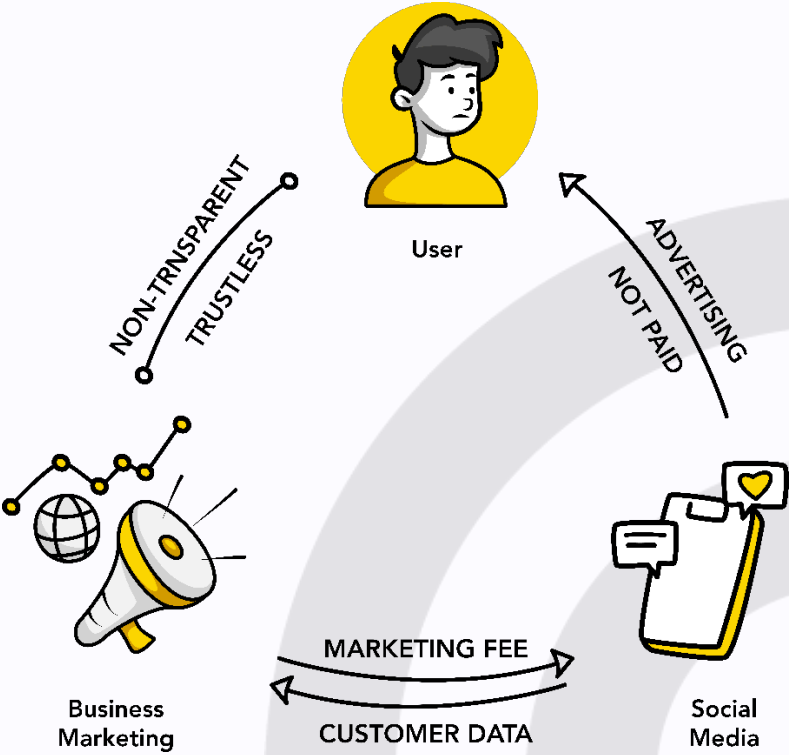 User
NON-TRNSPARENT
TRUSTLESS
ADVERTISING
NOT PAID
MARKETING FEE
CUSTOMER DATA
Business
Marketing
Social
Media